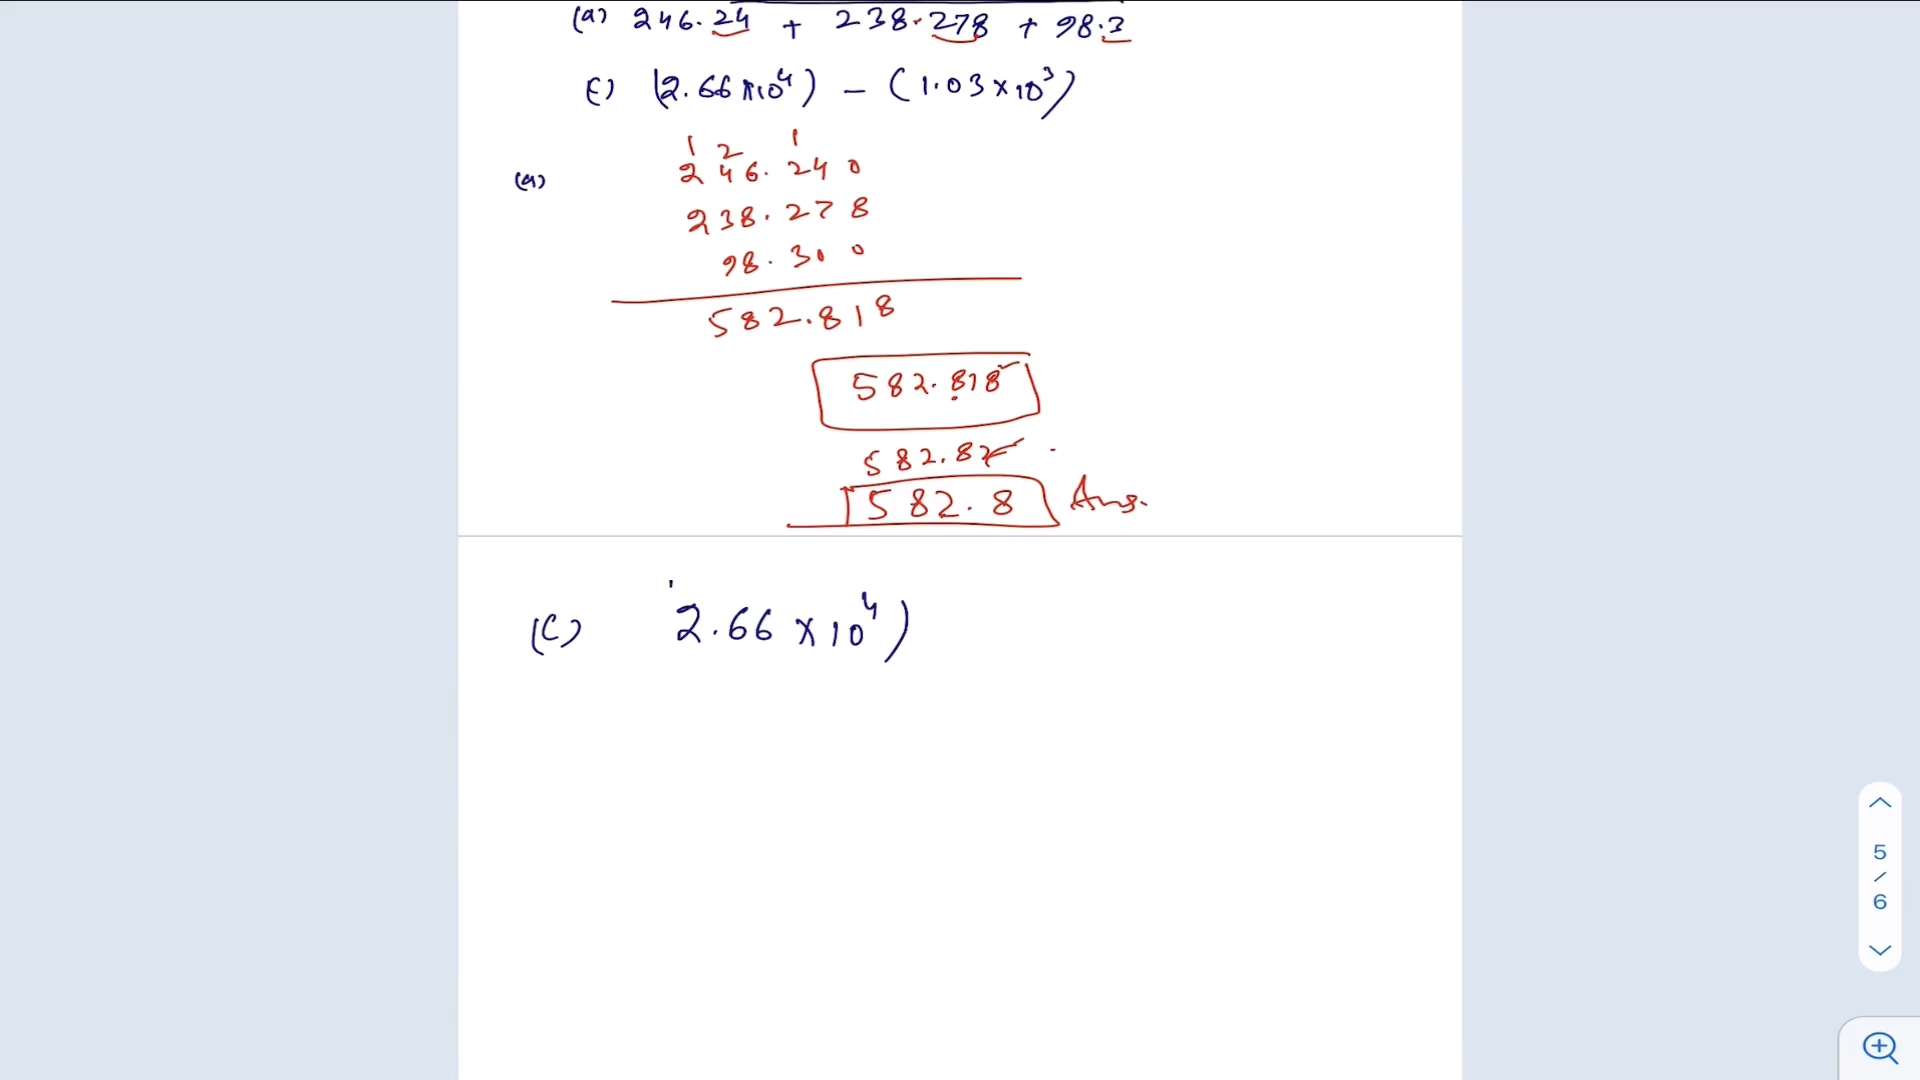 (a) 246.24 + 238.278 + 98.3
(c) (2.66×10⁴) – (1.03×10³)
1 2 1
(a) 246.240
238.278
98.300
582.818
582.818
582.82
582.8 Ans.
(C) 2.66×10⁴)
5
/
6